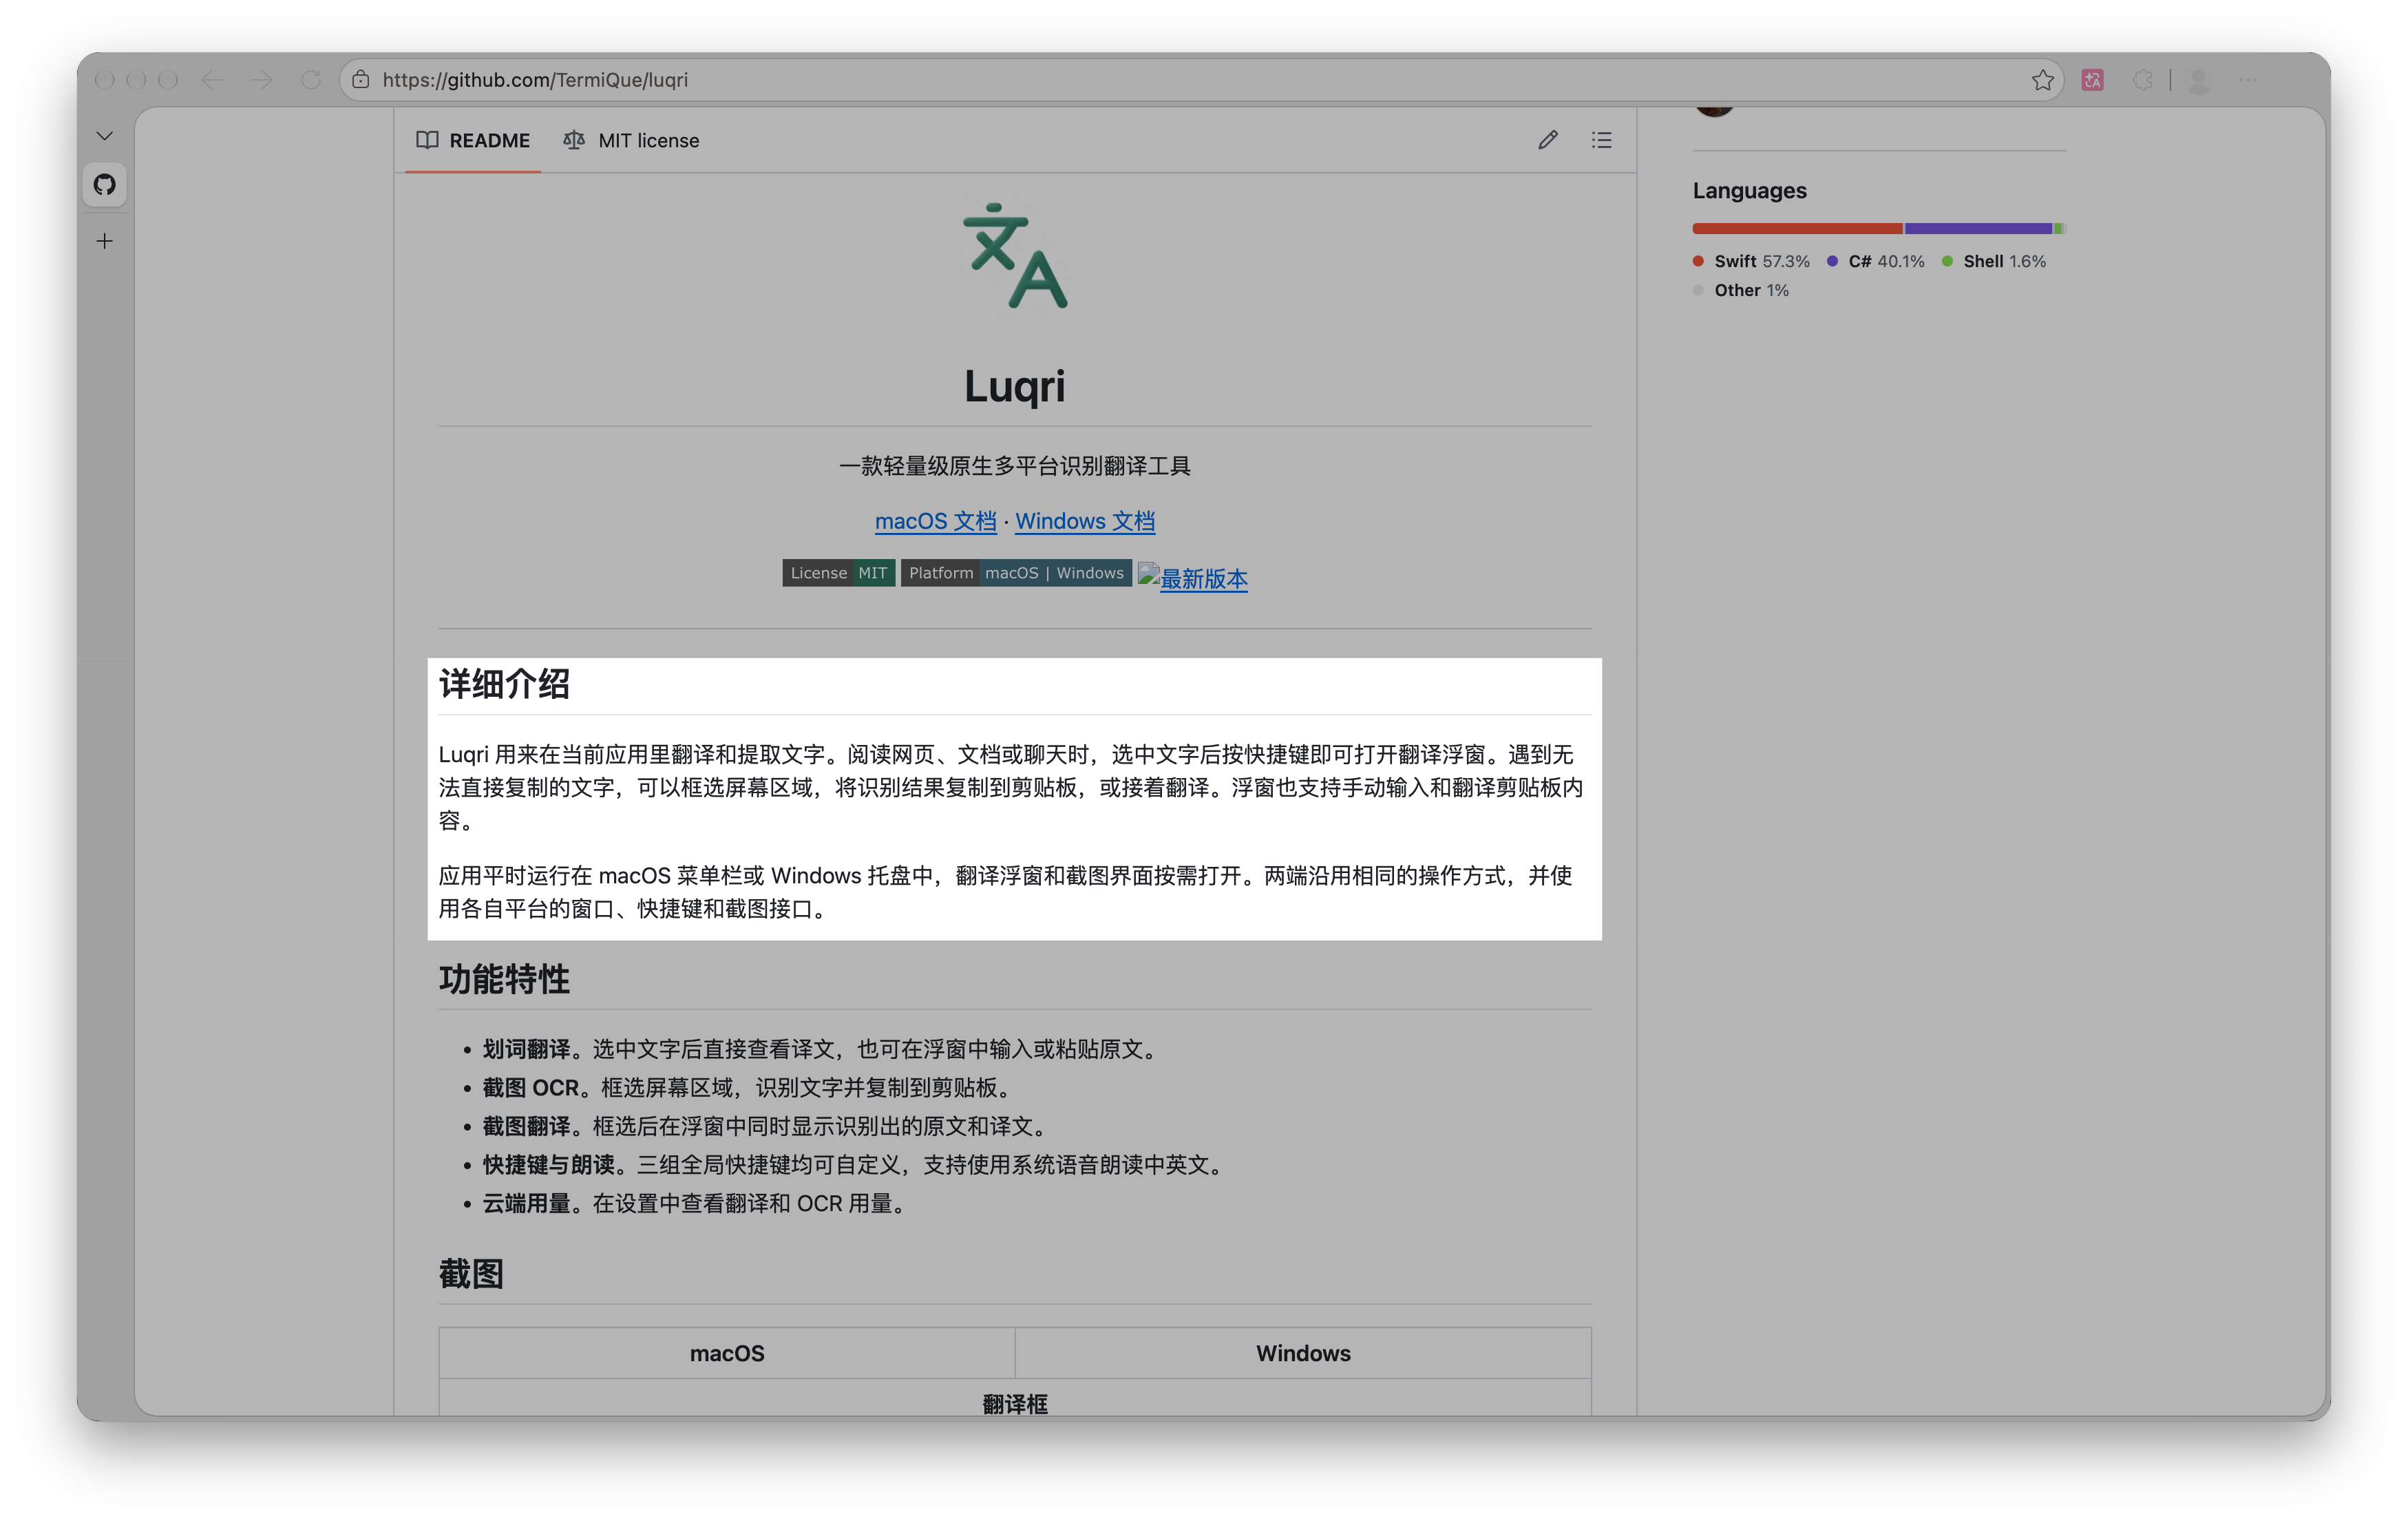 https://github.com/TermiQue/luqri
README
MIT license
文A
Luqri
一款轻量级原生多平台识别翻译工具
macOS 文档 · Windows 文档
License MIT Platform macOS | Windows 最新版本
详细介绍
Luqri 用来在当前应用里翻译和提取文字。阅读网页、文档或聊天时，选中文字后按快捷键即可打开翻译浮窗。遇到无
法直接复制的文字，可以框选屏幕区域，将识别结果复制到剪贴板，或接着翻译。浮窗也支持手动输入和翻译剪贴板内
容。
应用平时运行在 macOS 菜单栏或 Windows 托盘中，翻译浮窗和截图界面按需打开。两端沿用相同的操作方式，并使
用各自平台的窗口、快捷键和截图接口。
功能特性
• 划词翻译。选中文字后直接查看译文，也可在浮窗中输入或粘贴原文。
• 截图 OCR。框选屏幕区域，识别文字并复制到剪贴板。
• 截图翻译。框选后在浮窗中同时显示识别出的原文和译文。
• 快捷键与朗读。三组全局快捷键均可自定义，支持使用系统语音朗读中英文。
• 云端用量。在设置中查看翻译和 OCR 用量。
截图
macOS Windows
翻译框
Languages
Swift 57.3% C# 40.1% Shell 1.6%
Other 1%